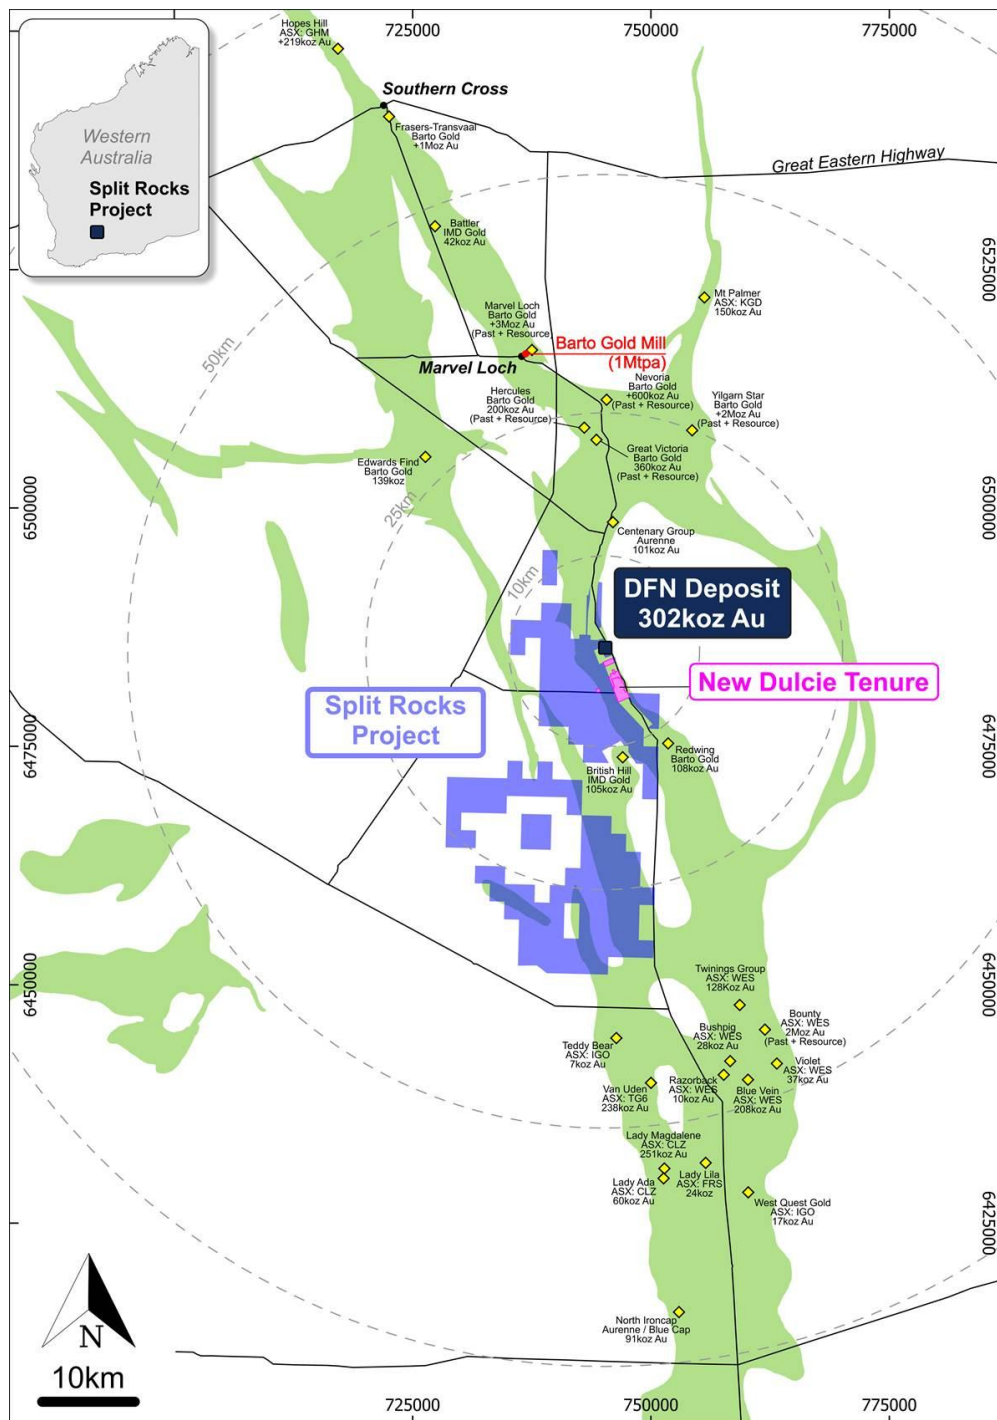 725000
750000
775000
Hopes Hill
ASX: GHM
+219koz Au
Southern Cross
Frasers-Transvaal
Barto Gold
+1Moz Au
Great Eastern Highway
Western
Australia
Split Rocks
Project
Battler
IMD Gold
42koz Au
6525000
Mt Palmer
ASX: KGD
150koz Au
Marvel Loch
Barto Gold
+3Moz Au
(Past + Resource
Barto Gold Mill
(1Mtpa)
50km
Marvel Loch
Nevoria
Barto Gold
+600koz Au
(Past + Resource)
Hercules
Barto Gold
200koz Au
(Past + Resource)
Yilgarn Star
Barto Gold
+2Moz Au
(Past + Resource)
Great Victoria
Barto Gold
360koz Au
(Past + Resource)
Edwards Find
Barto Gold
139koz
25km
6500000
6500000
Centenary Group
Aurenne
101koz Au
10km
DFN Deposit
302koz Au
New Dulcie Tenure
Split Rocks
Project
6475000
6475000
Redwing
Barto Gold
108koz Au
British Hill
IMD Gold
105koz Au
6450000
6450000
Twinings Group
ASX: WES
128Koz Au
Bounty
ASX: WES
2Moz Au
(Past + Resource)
Bushpig
ASX: WES
28koz Au
Teddy Bear
ASX: IGO
7koz Au
Violet
ASX: WES
37koz Au
Razorback
ASX: WES
10koz Au
Van Uden
ASX: TG6
238koz Au
Blue Vein
ASX: WES
208koz Au
Lady Magdalene
ASX: CLZ
251koz Au
Lady Lila
ASX: FRS
24koz
Lady Ada
ASX: CLZ
60koz Au
West Quest Gold
ASX: IGO
17koz Au
6425000
North Ironcap
Aurenne / Blue Cap
91koz Au
N
10km
725000
750000
775000